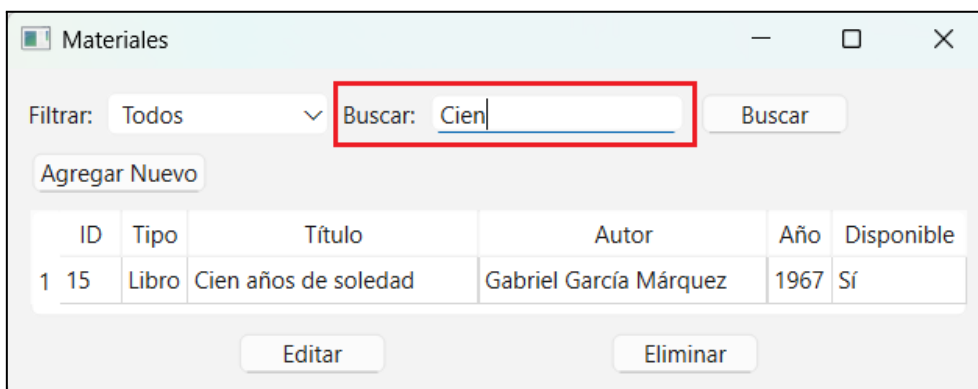 Materiales
Filtrar: Todos Buscar: Cien Buscar
Agregar Nuevo
ID Tipo Título Autor Año Disponible
1 15 Libro Cien años de soledad Gabriel García Márquez 1967 Sí
Editar Eliminar